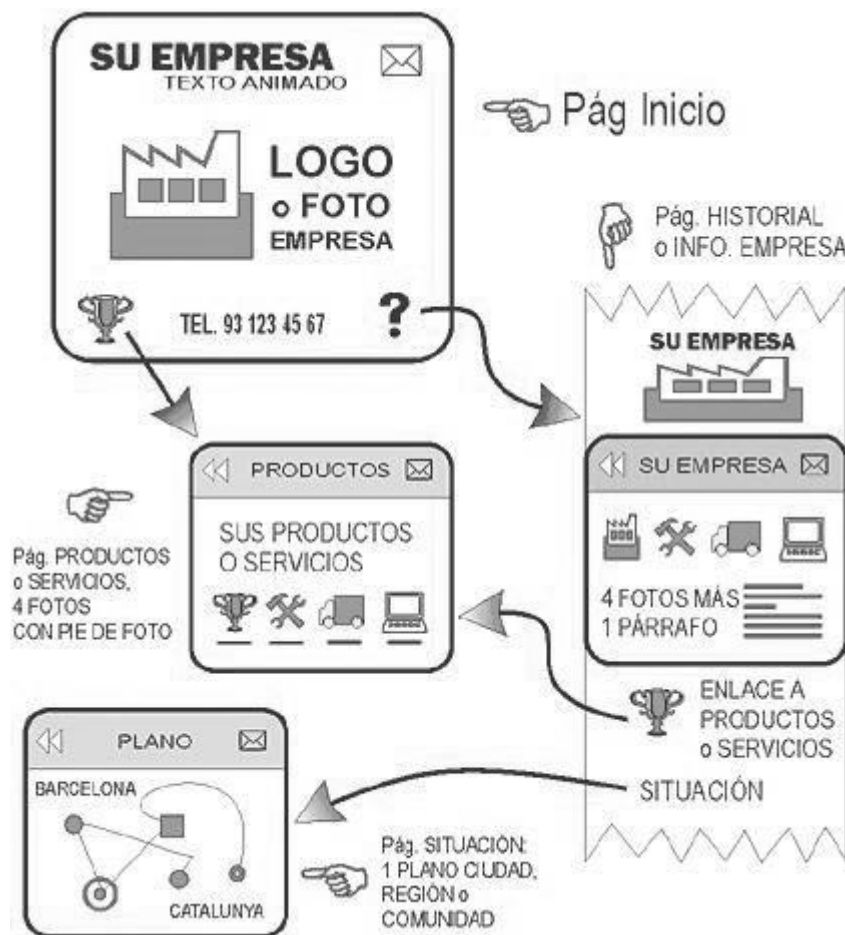 SU EMPRESA
TEXTO ANIMADO
LOGO
o FOTO
EMPRESA
TEL. 93 123 45 67
?
Pág Inicio
Pág. HISTORIAL
o INFO. EMPRESA
SU EMPRESA
SU EMPRESA
4 FOTOS MÁS
1 PÁRRAFO
ENLACE A
PRODUCTOS
o SERVICIOS
SITUACIÓN
PRODUCTOS
SUS PRODUCTOS
O SERVICIOS
Pág. PRODUCTOS
o SERVICIOS,
4 FOTOS
CON PIE DE FOTO
PLANO
BARCELONA
CATALUNYA
Pág. SITUACIÓN:
1 PLANO CIUDAD,
REGIÓN o
COMUNIDAD